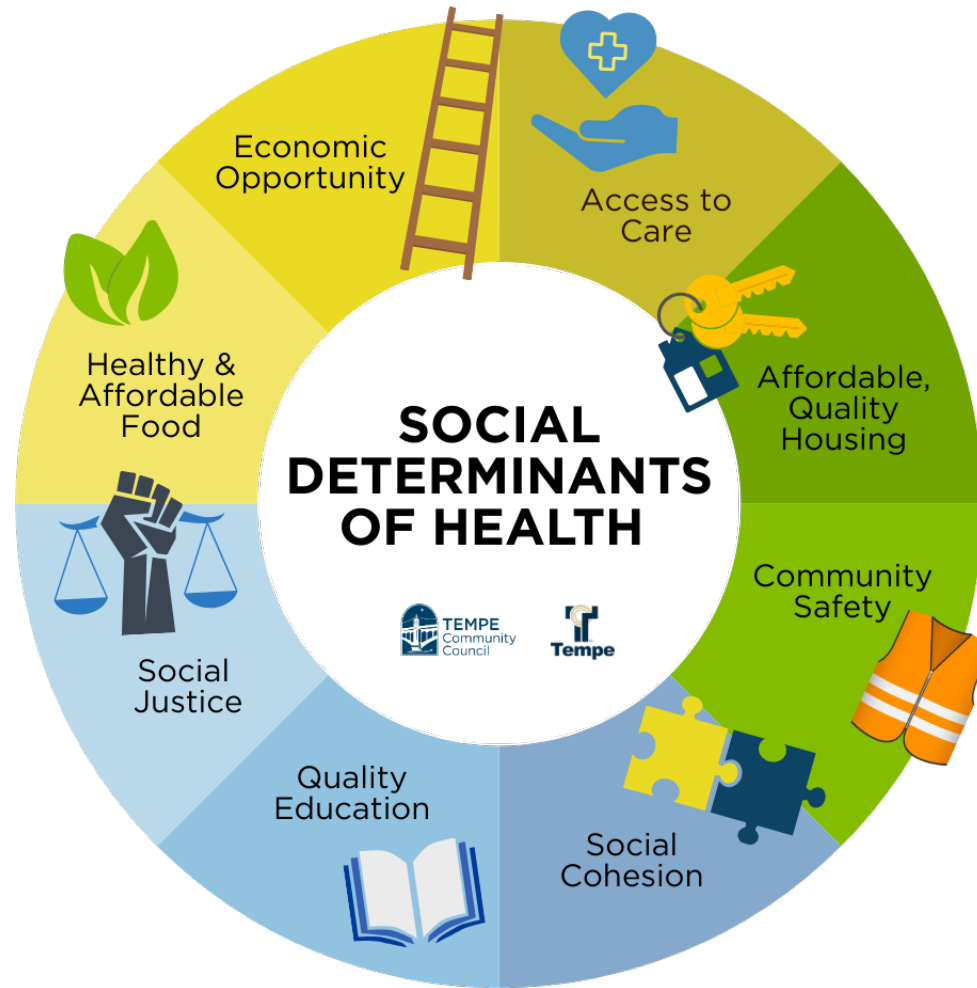 Economic
Opportunity
Access to
Care
Healthy &
Affordable
Food
Affordable,
Quality
Housing
SOCIAL
DETERMINANTS
OF HEALTH
Community
Safety
TEMPE
Community
Council
Tempe
Social
Justice
Quality
Education
Social
Cohesion